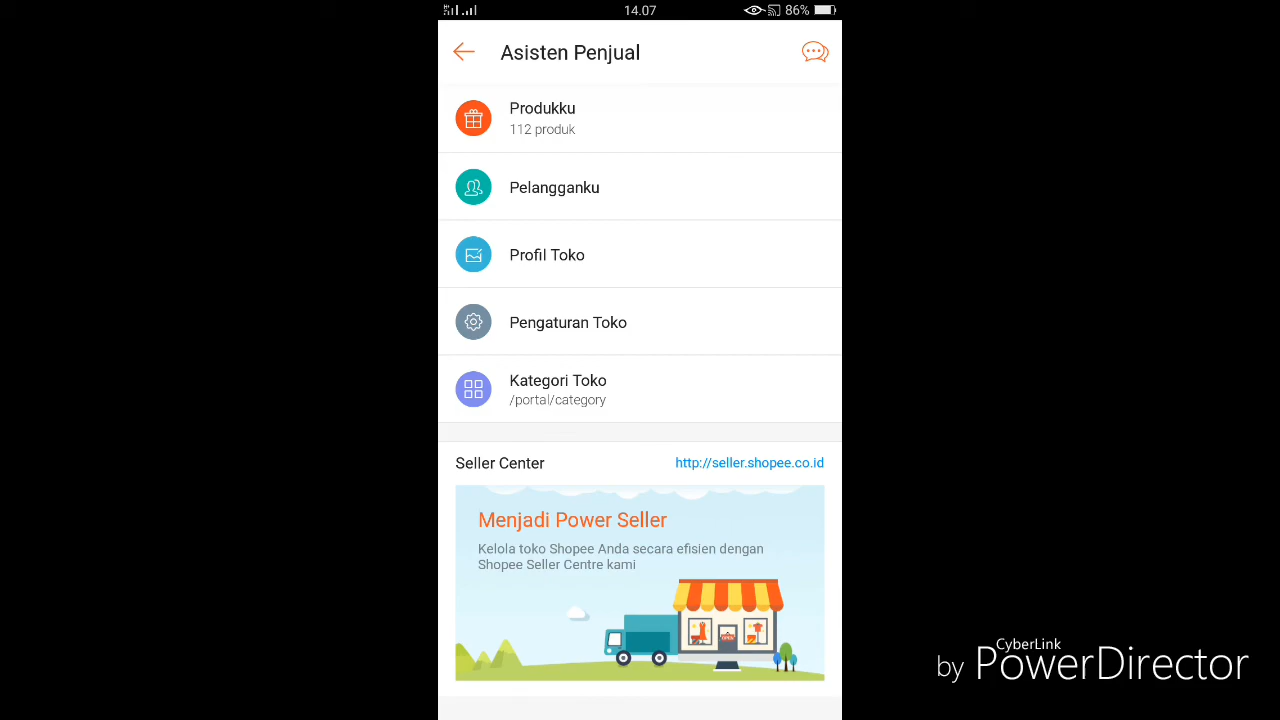 14.07
86%
Asisten Penjual
Produkku
112 produk
Pelangganku
Profil Toko
Pengaturan Toko
Kategori Toko
/portal/category
Seller Center
http://seller.shopee.co.id
Menjadi Power Seller
Kelola toko Shopee Anda secara efisien dengan
Shopee Seller Centre kami
OPEN
CyberLink
by PowerDirector